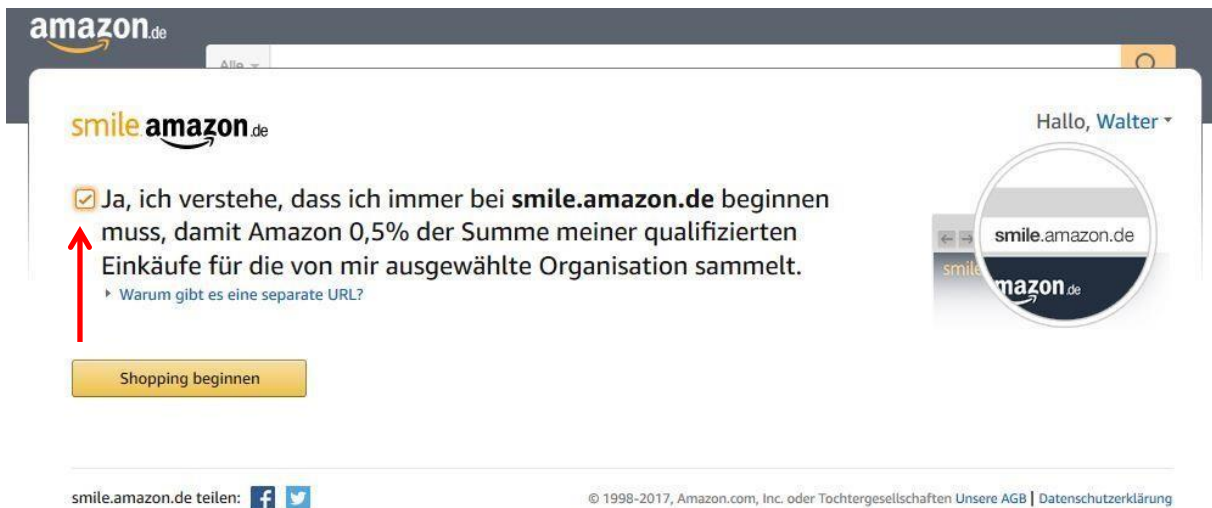 amazon.de
Alle
smile.amazon.de
Hallo, Walter
Ja, ich verstehe, dass ich immer bei smile.amazon.de beginnen
muss, damit Amazon 0,5% der Summe meiner qualifizierten
Einkäufe für die von mir ausgewählte Organisation sammelt.
Warum gibt es eine separate URL?
smile.amazon.de
smile
mazon.de
Shopping beginnen
smile.amazon.de teilen:
© 1998-2017, Amazon.com, Inc. oder Tochtergesellschaften Unsere AGB | Datenschutzerklärung